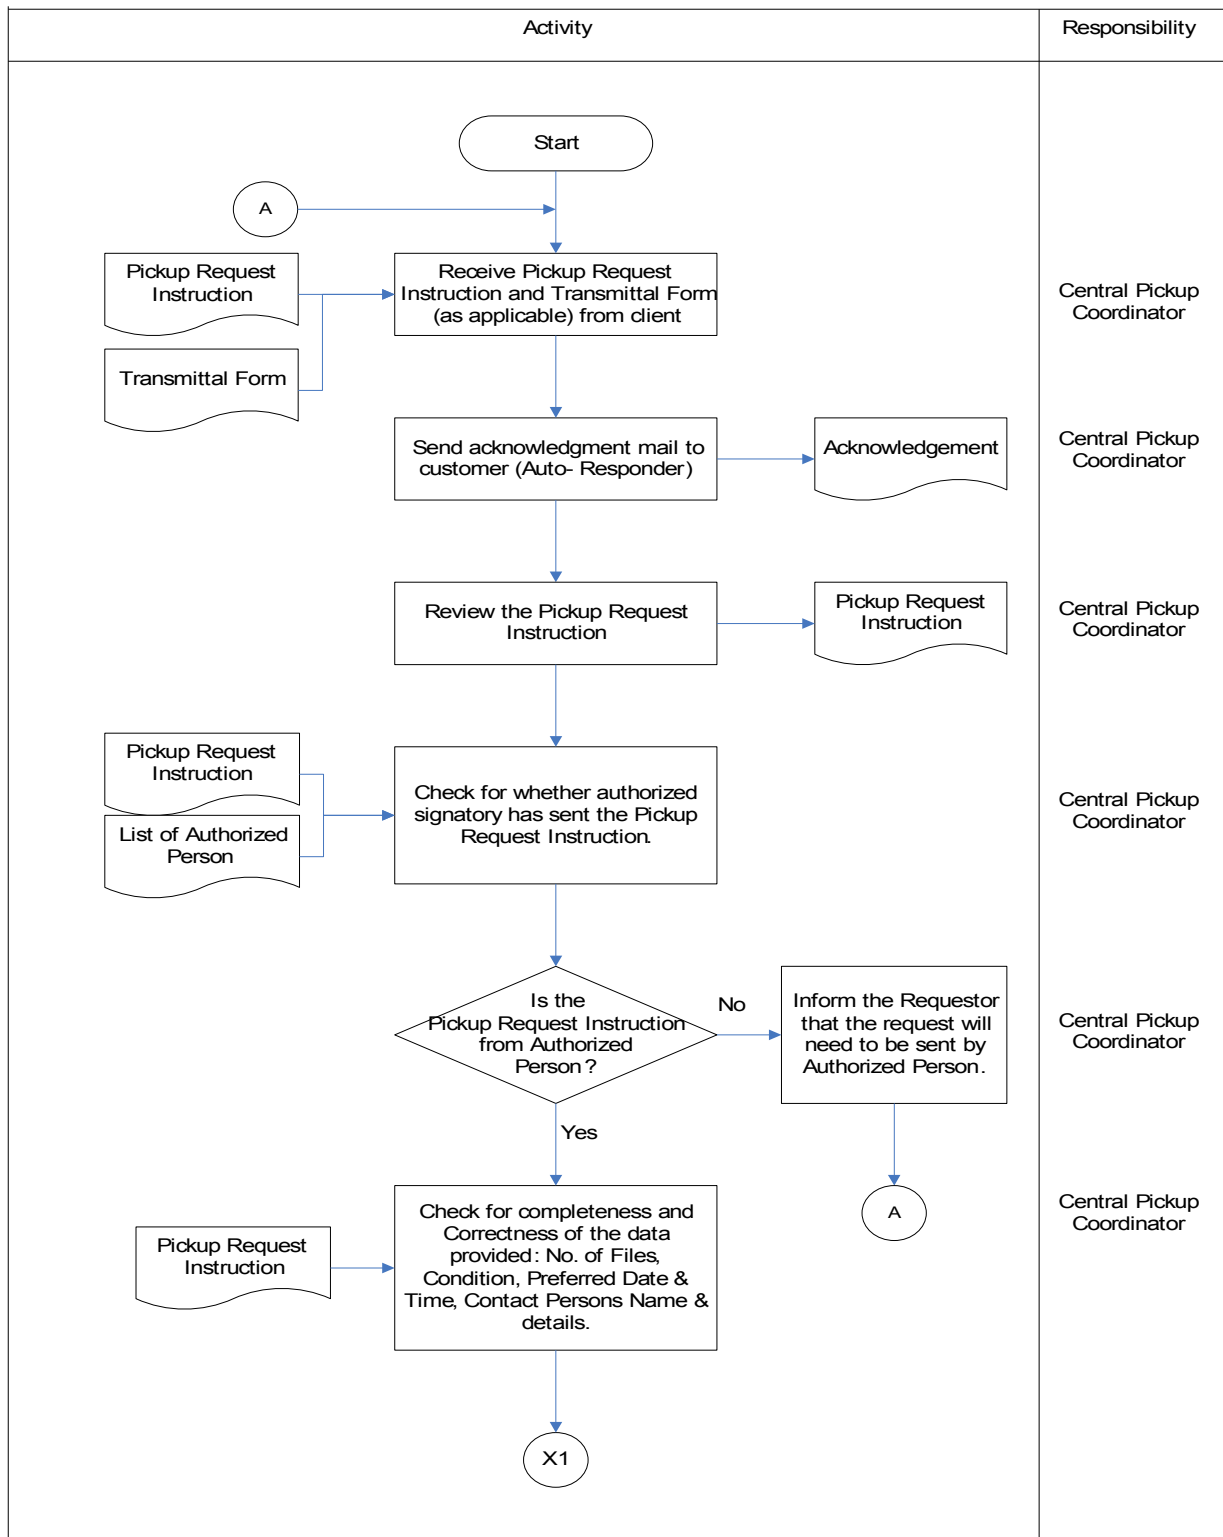 Activity
Responsibility
Start
A
Pickup Request
Instruction
Receive Pickup Request
Instruction and Transmittal Form
(as applicable) from client
Central Pickup
Coordinator
Transmittal Form
Send acknowledgment mail to
customer (Auto- Responder)
Acknowledgement
Central Pickup
Coordinator
Review the Pickup Request
Instruction
Pickup Request
Instruction
Central Pickup
Coordinator
Pickup Request
Instruction
List of Authorized
Person
Check for whether authorized
signatory has sent the Pickup
Request Instruction.
Central Pickup
Coordinator
Is the
Pickup Request Instruction
from Authorized
Person?
No
Inform the Requestor
that the request will
need to be sent by
Authorized Person.
Central Pickup
Coordinator
Yes
A
Pickup Request
Instruction
Check for completeness and
Correctness of the data
provided: No. of Files,
Condition, Preferred Date &
Time, Contact Persons Name &
details.
Central Pickup
Coordinator
X1